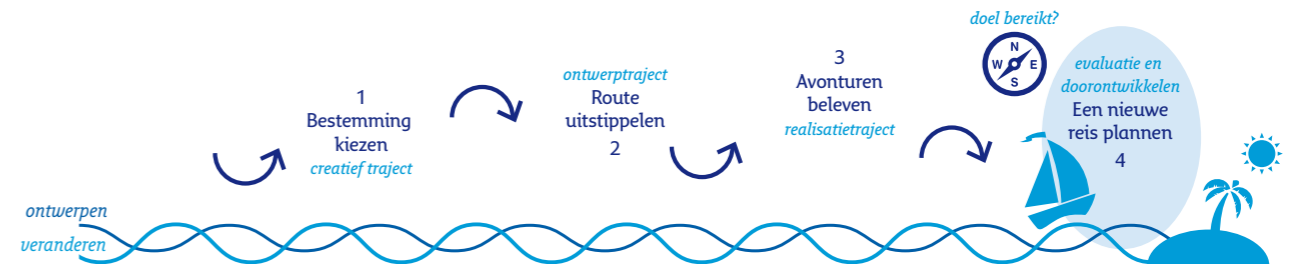 1
Bestemming
kiezen
creatief traject
ontwerptraject
Route
uitstippelen
2
3
Avonturen
beleven
realisatietraject
doel bereikt?
N
W E
S
evaluatie en
doorontwikkelen
Een nieuwe
reis plannen
4
ontwerpen
veranderen